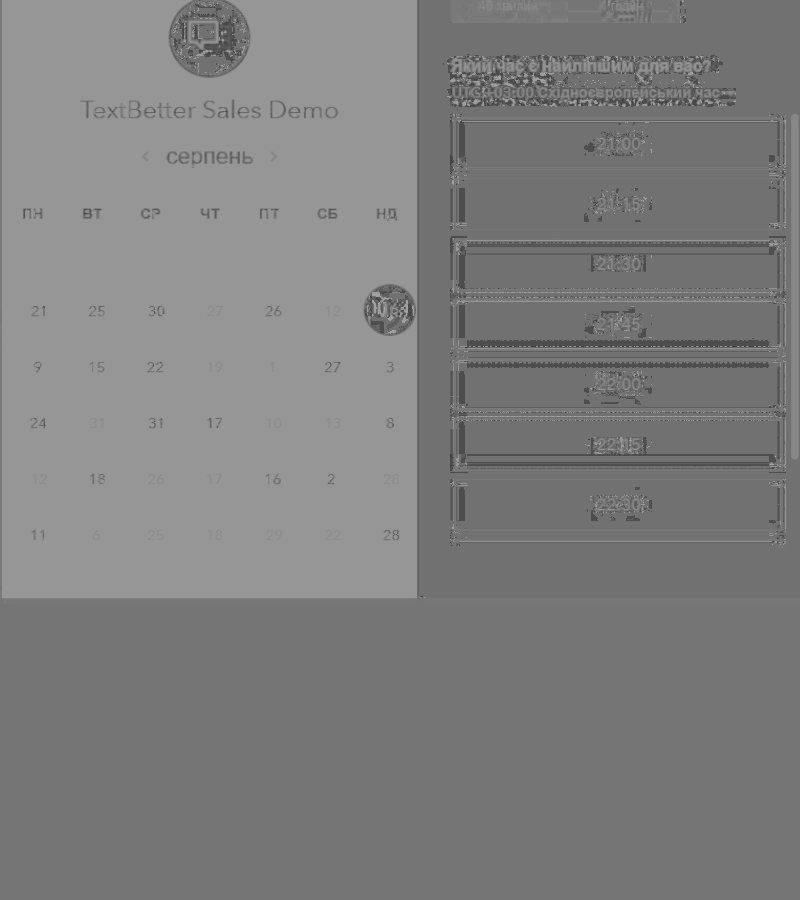 TextBetter Sales Demo
‹ серпень ›
ПН ВТ СР ЧТ ПТ СБ НД
21 25 30 27 26 12
9 15 22 19 1 27 3
24 31 31 17 10 13 8
12 18 26 17 16 2 28
11 6 25 18 29 22 28
Який час є найліпшим для вас?
UTC+03:00 Східноєвропейський час
21:00
21:15
21:30
21:45
22:00
22:15
22:30